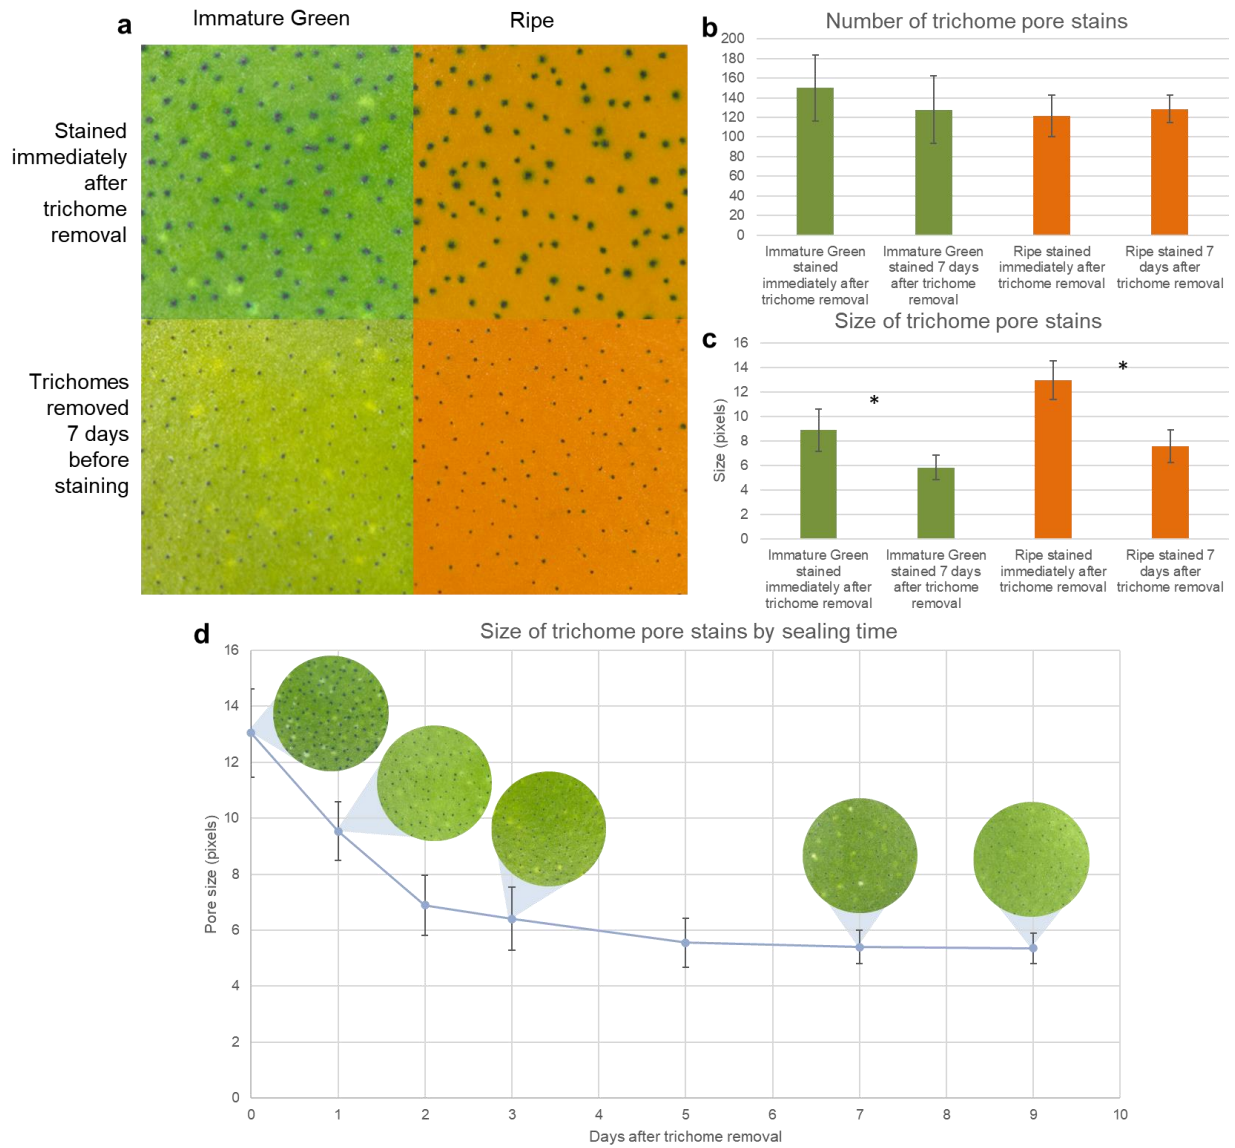 a
Immature Green
Ripe
Stained
immediately
after
trichome
removal
Trichomes
removed
7 days
before
staining
b
Number of trichome pore stains
200
180
160
140
120
100
80
60
40
20
0
Immature Green
stained
immediately after
trichome removal
Immature Green
stained 7 days
after trichome
removal
Ripe stained
immediately after
trichome removal
Ripe stained 7
days after
trichome removal
c
Size of trichome pore stains
Size (pixels)
16
14
12
10
8
6
4
2
0
*
*
Immature Green
stained
immediately after
trichome removal
Immature Green
stained 7 days
after trichome
removal
Ripe stained
immediately after
trichome removal
Ripe stained 7
days after
trichome removal
d
Size of trichome pore stains by sealing time
Pore size (pixels)
16
14
12
10
8
6
4
2
0
0 1 2 3 4 5 6 7 8 9 10
Days after trichome removal